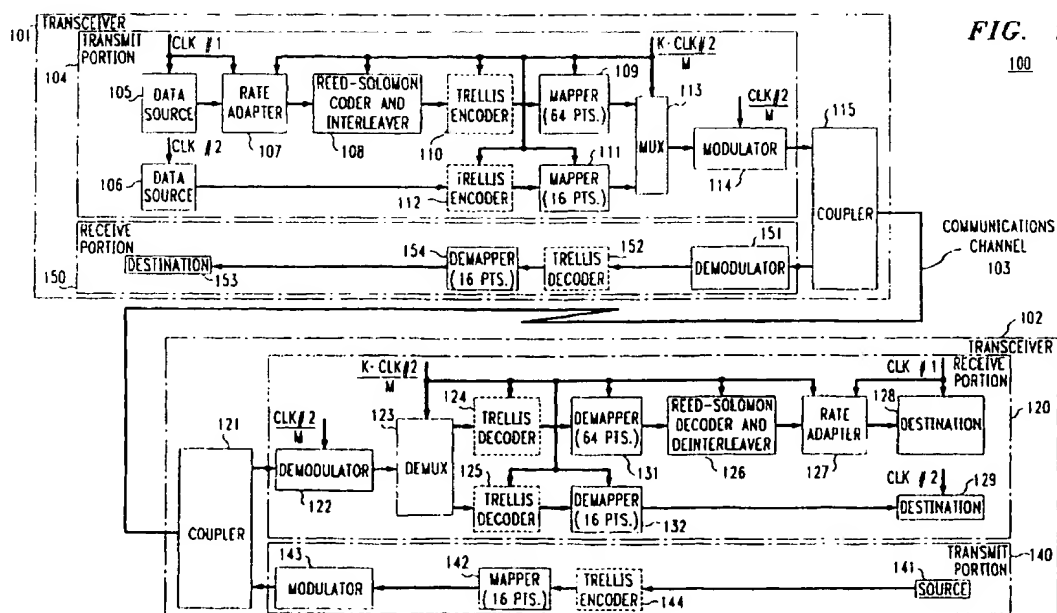 FIG.
100
101
TRANSCEIVER
TRANSMIT
PORTION
104
CLK #1
K·CLK#2
M
105
DATA
SOURCE
RATE
ADAPTER
107
REED-SOLOMON
CODER AND
INTERLEAVER
108
TRELLIS
ENCODER
110
109
MAPPER
(64 PTS.)
113
MUX
CLK#2
M
MODULATOR
114
115
COUPLER
CLK #2
106
DATA
SOURCE
TRELLIS
ENCODER
112
111
MAPPER
(16 PTS.)
RECEIVE
PORTION
150
DESTINATION
153
154
DEMAPPER
(16 PTS.)
152
TRELLIS
DECODER
151
DEMODULATOR
COMMUNICATIONS
CHANNEL
103
102
TRANSCEIVER
RECEIVE
PORTION
120
121
COUPLER
CLK#2
M
DEMODULATOR
122
K·CLK#2
M
123
DEMUX
124
TRELLIS
DECODER
DEMAPPER
(64 PTS.)
131
REED-SOLOMON
DECODER AND
DEINTERLEAVER
126
RATE
ADAPTER
127
CLK #1
128
DESTINATION
125
TRELLIS
DECODER
DEMAPPER
(16 PTS.)
132
CLK #2
129
DESTINATION
143
MODULATOR
142
MAPPER
(16 PTS.)
TRELLIS
ENCODER
144
141
SOURCE
TRANSMIT
PORTION
140